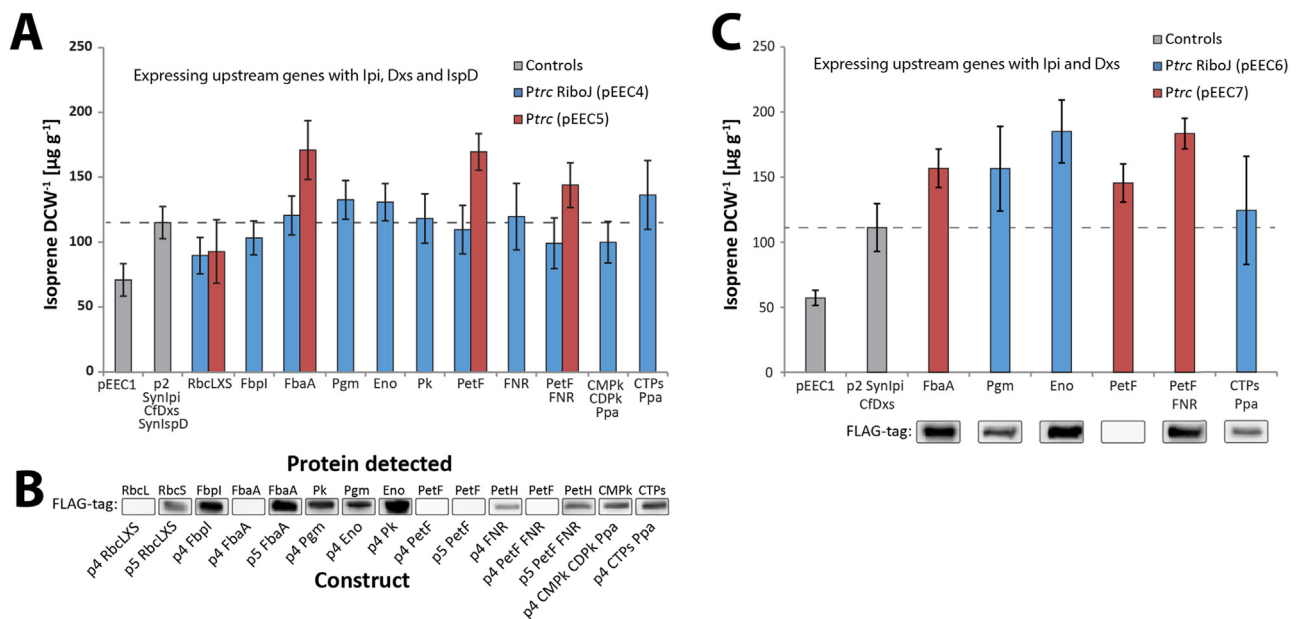 A
250
200
150
100
50
0
Isoprene DCW⁻¹ [µg g⁻¹]
Expressing upstream genes with Ipi, Dxs and IspD
Controls
Ptrc RiboJ (pEEC4)
Ptrc (pEEC5)
pEEC1
p2 SynIpi CfDxs SynIspD
RbcLXS
FbpI
FbaA
Pgm
Eno
Pk
PetF
FNR
PetF FNR
CMPk CDPk Ppa
CTPs Ppa
B
Protein detected
RbcL RbcS FbpI FbaA FbaA Pk Pgm Eno PetF PetF PetH PetF PetH CMPk CTPs
FLAG-tag:
p4 RbcLXS
p5 RbcLXS
p4 FbpI
p4 FbaA
p5 FbaA
p4 Pgm
p4 Eno
p4 Pk
p4 PetF
p5 PetF
p4 FNR
p4 PetF FNR
p5 PetF FNR
p4 CMPk CDPk Ppa
p4 CTPs Ppa
Construct
C
250
200
150
100
50
0
Isoprene DCW⁻¹ [µg g⁻¹]
Expressing upstream genes with Ipi and Dxs
Controls
Ptrc RiboJ (pEEC6)
Ptrc (pEEC7)
pEEC1
p2 SynIpi CfDxs
FbaA
Pgm
Eno
PetF
PetF FNR
CTPs Ppa
FLAG-tag: